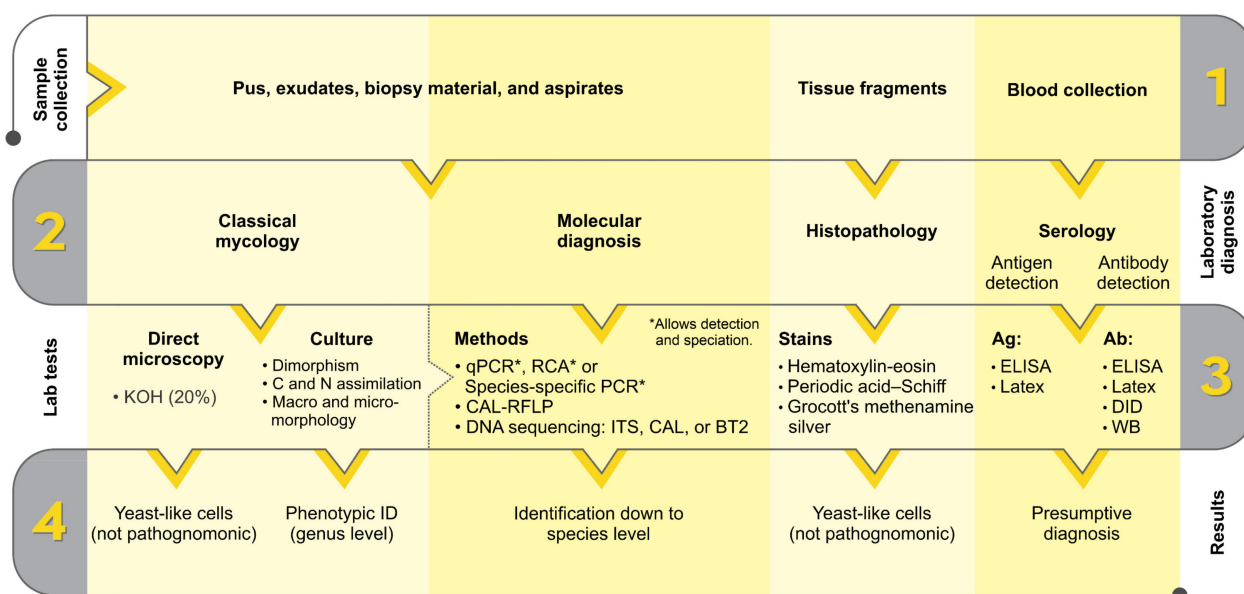 Sample
collection
Pus, exudates, biopsy material, and aspirates
Tissue fragments
Blood collection
1
2
Classical
mycology
Molecular
diagnosis
Histopathology
Serology
Antigen
detection
Antibody
detection
Laboratory
diagnosis
Lab tests
Direct
microscopy
• KOH (20%)
Culture
• Dimorphism
• C and N assimilation
• Macro and micro-
morphology
Methods
*Allows detection
and speciation.
• qPCR*, RCA* or
Species-specific PCR*
• CAL-RFLP
• DNA sequencing: ITS, CAL, or BT2
Stains
• Hematoxylin-eosin
• Periodic acid–Schiff
• Grocott's methenamine
silver
Ag:
• ELISA
• Latex
Ab:
• ELISA
• Latex
• DID
• WB
3
4
Yeast-like cells
(not pathognomonic)
Phenotypic ID
(genus level)
Identification down to
species level
Yeast-like cells
(not pathognomonic)
Presumptive
diagnosis
Results